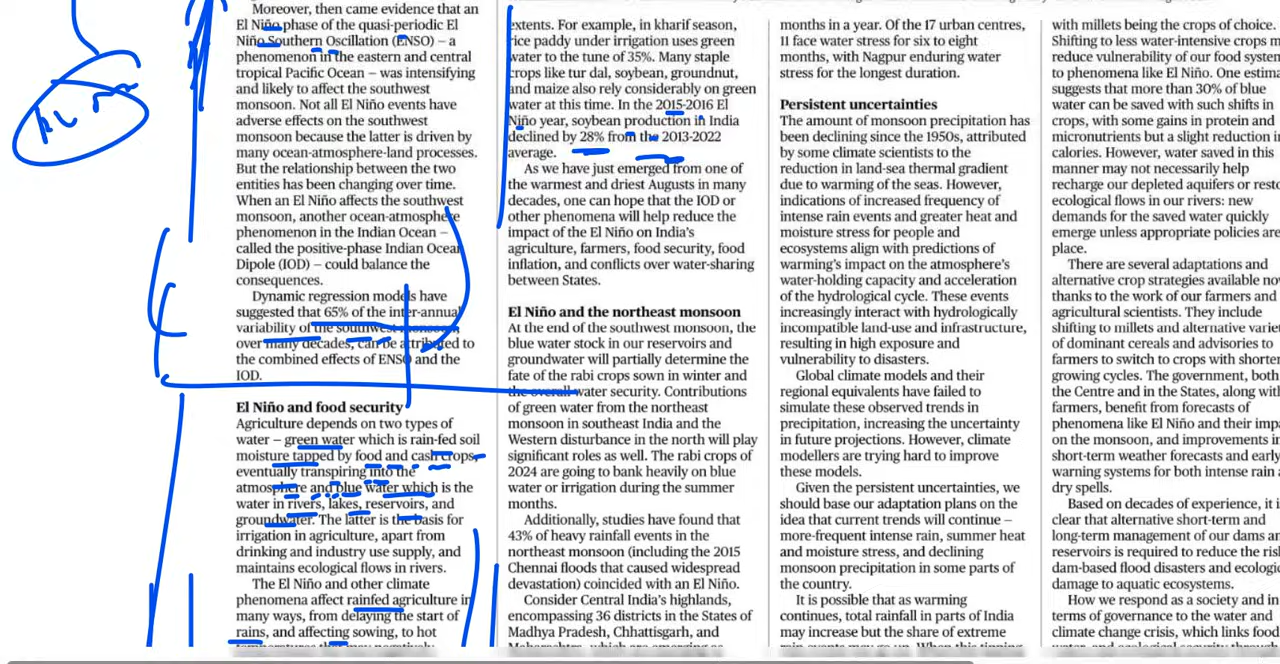 Moreover, then came evidence that an
El Niño phase of the quasi-periodic El
Niño Southern Oscillation (ENSO) – a
phenomenon in the eastern and central
tropical Pacific Ocean – was intensifying
and likely to affect the southwest
monsoon. Not all El Niño events have
adverse effects on the southwest
monsoon because the latter is driven by
many ocean-atmosphere-land processes.
But the relationship between the two
entities has been changing over time.
When an El Niño affects the southwest
monsoon, another ocean-atmosphere
phenomenon in the Indian Ocean –
called the positive-phase Indian Ocean
Dipole (IOD) – could balance the
consequences.
Dynamic regression models have
suggested that 65% of the inter-annual
variability of the southwest monsoon,
over many decades, can be attributed to
the combined effects of ENSO and the
IOD.
El Niño and food security
Agriculture depends on two types of
water – green water which is rain-fed soil
moisture tapped by food and cash crops,
eventually transpiring into the
atmosphere and blue water which is the
water in rivers, lakes, reservoirs, and
groundwater. The latter is the basis for
irrigation in agriculture, apart from
drinking and industry use supply, and
maintains ecological flows in rivers.
The El Niño and other climate
phenomena affect rainfed agriculture in
many ways, from delaying the start of
rains, and affecting sowing, to hot
temperatures that may negatively
extents. For example, in kharif season,
rice paddy under irrigation uses green
water to the tune of 35%. Many staple
crops like tur dal, soybean, groundnut,
and maize also rely considerably on green
water at this time. In the 2015-2016 El
Niño year, soybean production in India
declined by 28% from the 2013-2022
average.
As we have just emerged from one of
the warmest and driest Augusts in many
decades, one can hope that the IOD or
other phenomena will help reduce the
impact of the El Niño on India's
agriculture, farmers, food security, food
inflation, and conflicts over water-sharing
between States.
El Niño and the northeast monsoon
At the end of the southwest monsoon, the
blue water stock in our reservoirs and
groundwater will partially determine the
fate of the rabi crops sown in winter and
the overall water security. Contributions
of green water from the northeast
monsoon in southeast India and the
Western disturbance in the north will play
significant roles as well. The rabi crops of
2024 are going to bank heavily on blue
water or irrigation during the summer
months.
Additionally, studies have found that
43% of heavy rainfall events in the
northeast monsoon (including the 2015
Chennai floods that caused widespread
devastation) coincided with an El Niño.
Consider Central India's highlands,
encompassing 36 districts in the States of
Madhya Pradesh, Chhattisgarh, and
months in a year. Of the 17 urban centres,
11 face water stress for six to eight
months, with Nagpur enduring water
stress for the longest duration.
Persistent uncertainties
The amount of monsoon precipitation has
been declining since the 1950s, attributed
by some climate scientists to the
reduction in land-sea thermal gradient
due to warming of the seas. However,
indications of increased frequency of
intense rain events and greater heat and
moisture stress for people and
ecosystems align with predictions of
warming's impact on the atmosphere's
water-holding capacity and acceleration
of the hydrological cycle. These events
increasingly interact with hydrologically
incompatible land-use and infrastructure,
resulting in high exposure and
vulnerability to disasters.
Global climate models and their
regional equivalents have failed to
simulate these observed trends in
precipitation, increasing the uncertainty
in future projections. However, climate
modellers are trying hard to improve
these models.
Given the persistent uncertainties, we
should base our adaptation plans on the
idea that current trends will continue –
more-frequent intense rain, summer heat
and moisture stress, and declining
monsoon precipitation in some parts of
the country.
It is possible that as warming
continues, total rainfall in parts of India
may increase but the share of extreme
with millets being the crops of choice.
Shifting to less water-intensive crops m
reduce vulnerability of our food system
to phenomena like El Niño. One estima
suggests that more than 30% of blue
water can be saved with such shifts in
crops, with some gains in protein and
micronutrients but a slight reduction in
calories. However, water saved in this
manner may not necessarily help
recharge our depleted aquifers or resto
ecological flows in our rivers: new
demands for the saved water quickly
emerge unless appropriate policies are
place.
There are several adaptations and
alternative crop strategies available now
thanks to the work of our farmers and
agricultural scientists. They include
shifting to millets and alternative variet
of dominant cereals and advisories to
farmers to switch to crops with shorter
growing cycles. The government, both
the Centre and in the States, along with
farmers, benefit from forecasts of
phenomena like El Niño and their impa
on the monsoon, and improvements in
short-term weather forecasts and early
warning systems for both intense rain a
dry spells.
Based on decades of experience, it i
clear that alternative short-term and
long-term management of our dams an
reservoirs is required to reduce the risk
dam-based flood disasters and ecologic
damage to aquatic ecosystems.
How we respond as a society and in
terms of governance to the water and
climate change crisis, which links food